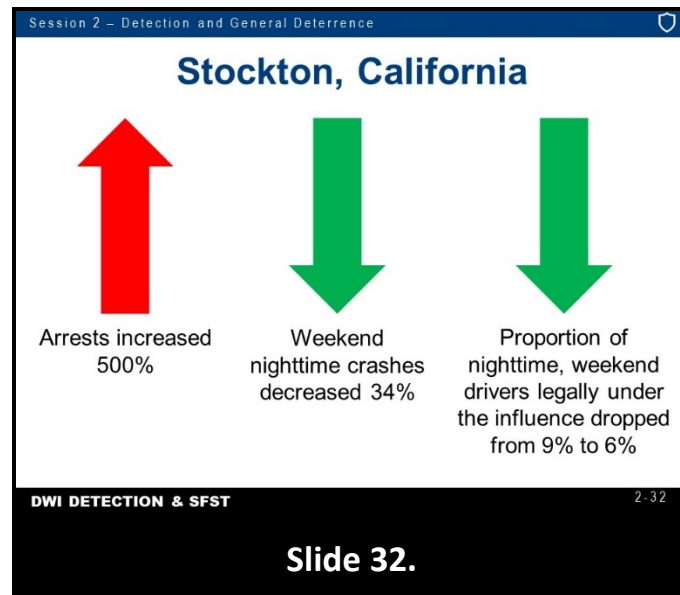 Session 2 – Detection and General Deterrence
Stockton, California
Arrests increased
500%
Weekend
nighttime crashes
decreased 34%
Proportion of
nighttime, weekend
drivers legally under
the influence dropped
from 9% to 6%
DWI DETECTION & SFST
2-32
Slide 32.